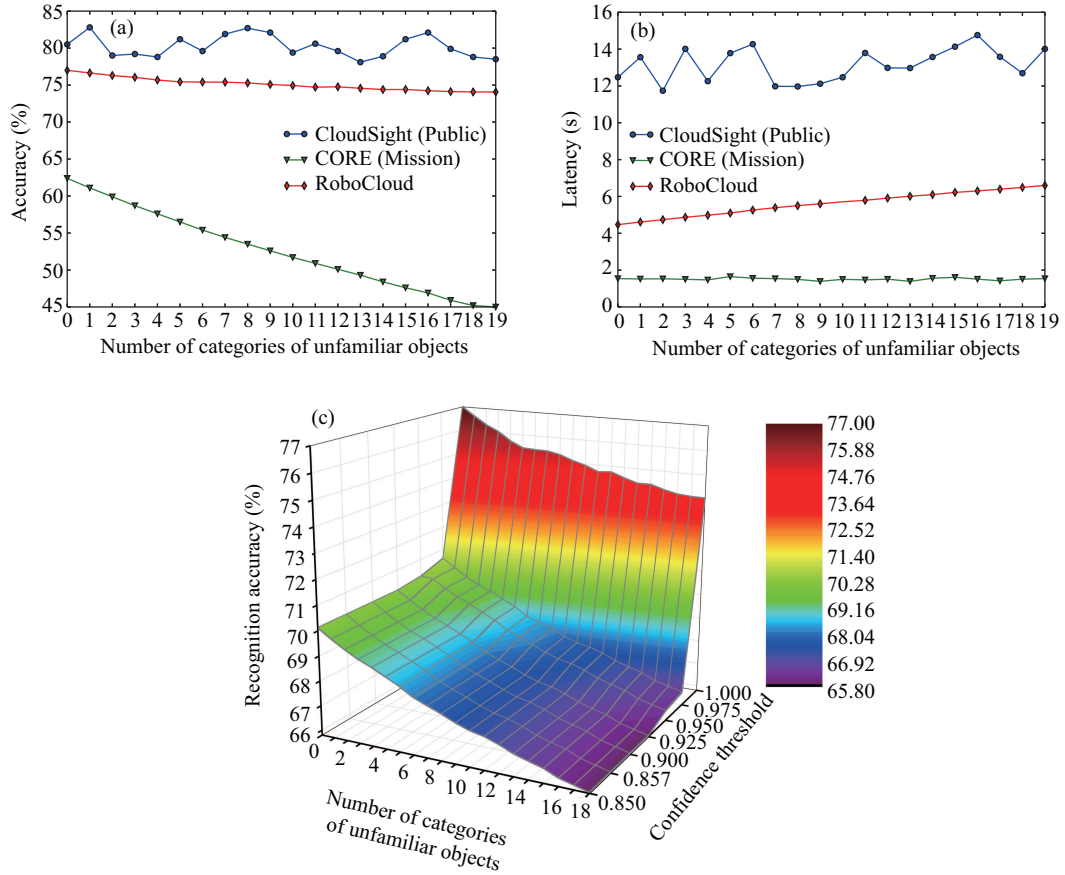 (a)
85
80
75
70
65
60
55
50
45
Accuracy (%)
CloudSight (Public)
CORE (Mission)
RoboCloud
0 1 2 3 4 5 6 7 8 9 10 11 12 13 14 15 16 17 18 19
Number of categories of unfamiliar objects
(b)
16
14
12
10
8
6
4
2
0
Latency (s)
CloudSight (Public)
CORE (Mission)
RoboCloud
0 1 2 3 4 5 6 7 8 9 10 11 12 13 14 15 16 17 18 19
Number of categories of unfamiliar objects
(c)
77
76
75
74
73
72
71
70
69
68
67
66
Recognition accuracy (%)
0 2 4 6 8 10 12 14 16 18
Number of categories
of unfamiliar objects
1.000
0.975
0.950
0.925
0.900
0.857
0.850
Confidence threshold
77.00
75.88
74.76
73.64
72.52
71.40
70.28
69.16
68.04
66.92
65.80